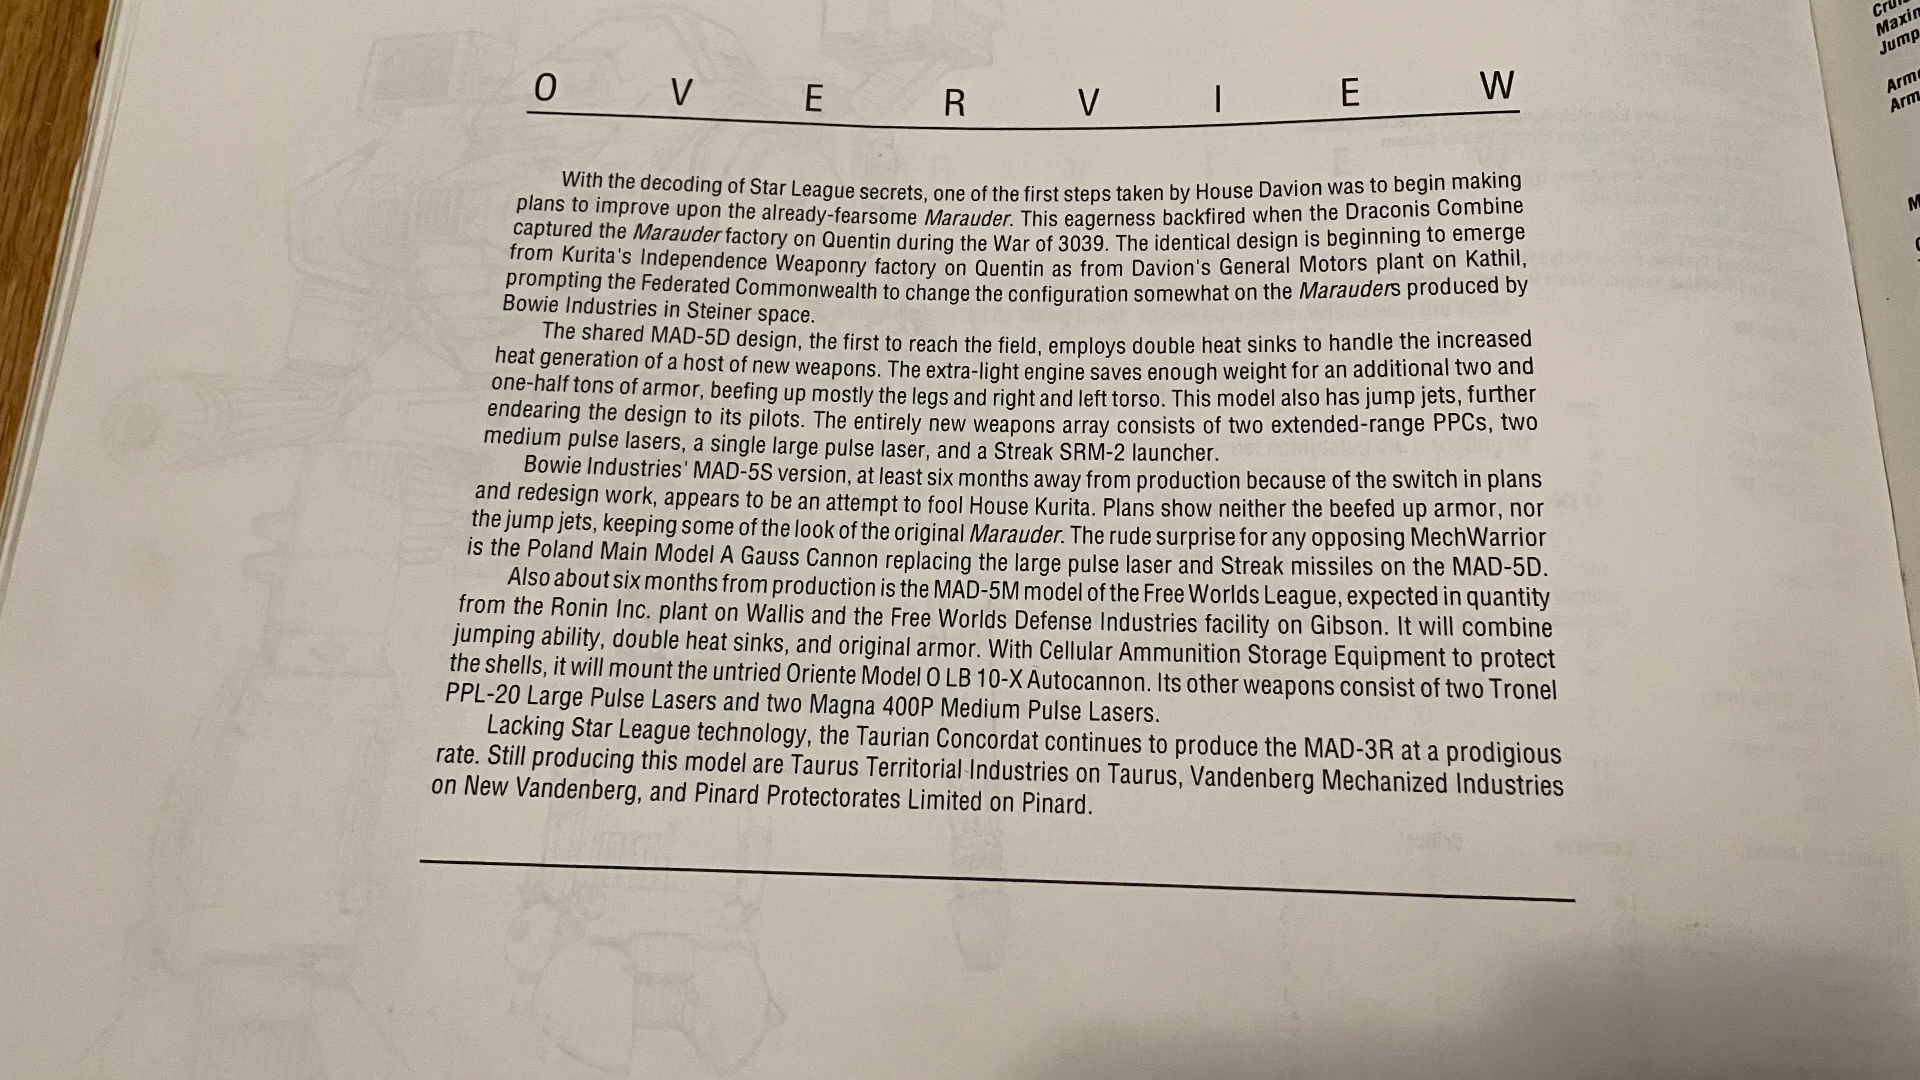 O V E R V I E W
With the decoding of Star League secrets, one of the first steps taken by House Davion was to begin making
plans to improve upon the already-fearsome Marauder. This eagerness backfired when the Draconis Combine
captured the Marauder factory on Quentin during the War of 3039. The identical design is beginning to emerge
from Kurita's Independence Weaponry factory on Quentin as from Davion's General Motors plant on Kathil,
prompting the Federated Commonwealth to change the configuration somewhat on the Marauders produced by
Bowie Industries in Steiner space.
The shared MAD-5D design, the first to reach the field, employs double heat sinks to handle the increased
heat generation of a host of new weapons. The extra-light engine saves enough weight for an additional two and
one-half tons of armor, beefing up mostly the legs and right and left torso. This model also has jump jets, further
endearing the design to its pilots. The entirely new weapons array consists of two extended-range PPCs, two
medium pulse lasers, a single large pulse laser, and a Streak SRM-2 launcher.
Bowie Industries' MAD-5S version, at least six months away from production because of the switch in plans
and redesign work, appears to be an attempt to fool House Kurita. Plans show neither the beefed up armor, nor
the jump jets, keeping some of the look of the original Marauder. The rude surprise for any opposing MechWarrior
is the Poland Main Model A Gauss Cannon replacing the large pulse laser and Streak missiles on the MAD-5D.
Also about six months from production is the MAD-5M model of the Free Worlds League, expected in quantity
from the Ronin Inc. plant on Wallis and the Free Worlds Defense Industries facility on Gibson. It will combine
jumping ability, double heat sinks, and original armor. With Cellular Ammunition Storage Equipment to protect
the shells, it will mount the untried Oriente Model O LB 10-X Autocannon. Its other weapons consist of two Tronel
PPL-20 Large Pulse Lasers and two Magna 400P Medium Pulse Lasers.
Lacking Star League technology, the Taurian Concordat continues to produce the MAD-3R at a prodigious
rate. Still producing this model are Taurus Territorial Industries on Taurus, Vandenberg Mechanized Industries
on New Vandenberg, and Pinard Protectorates Limited on Pinard.